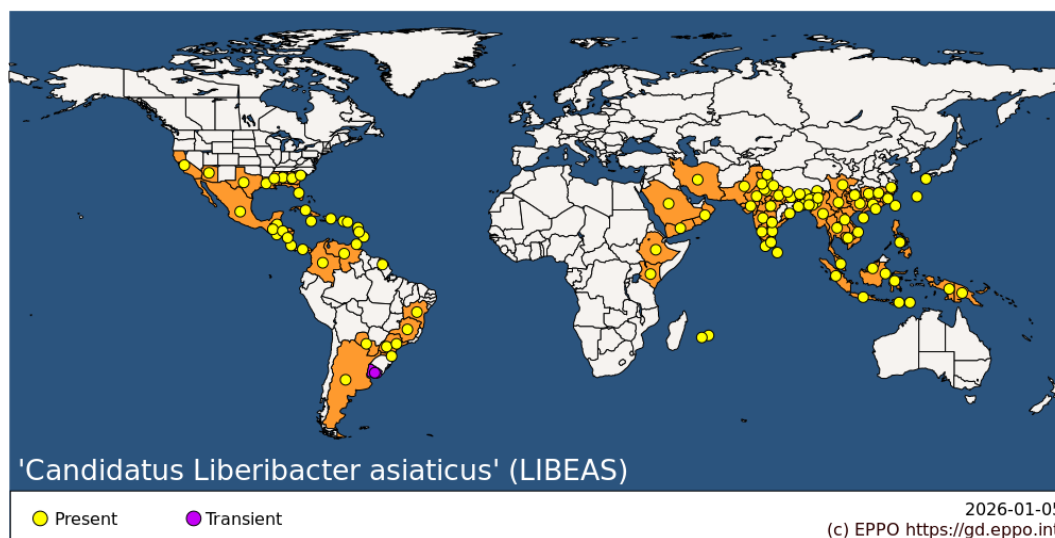 'Candidatus Liberibacter asiaticus' (LIBEAS)
Present
Transient
2026-01-05
(c) EPPO https://gd.eppo.int